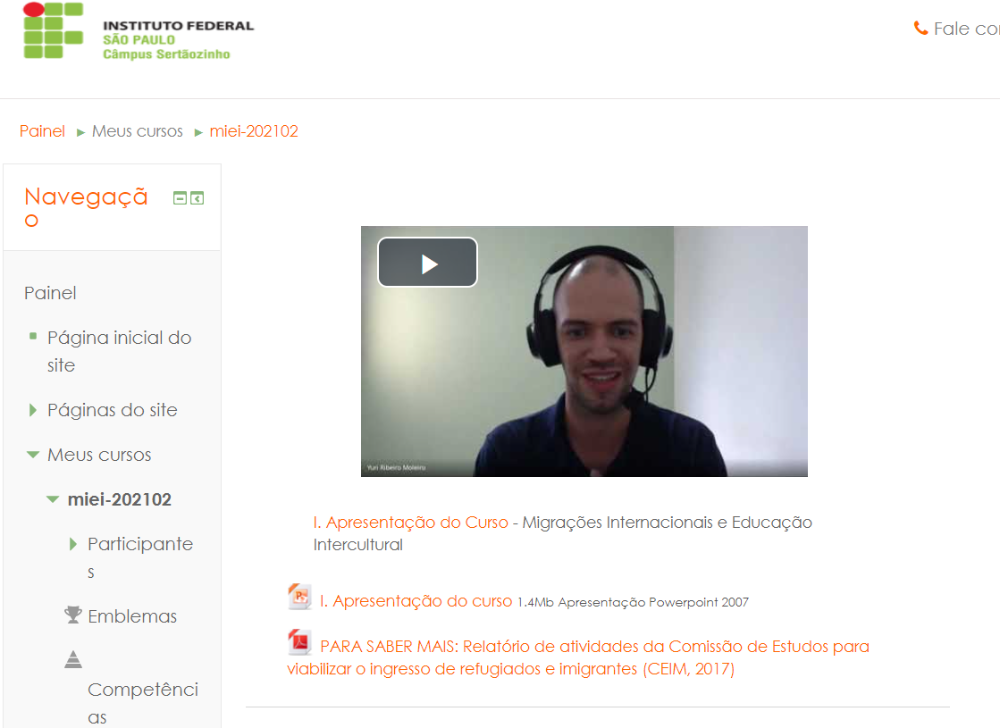 INSTITUTO FEDERAL
SÃO PAULO
Câmpus Sertãozinho
Fale co
Painel ► Meus cursos ► miei-202102
Navegaçã
o
Painel
Página inicial do
site
Páginas do site
Meus cursos
miei-202102
Participante
s
Emblemas
Competênci
as
Yuri Ribeiro Moleiro
I. Apresentação do Curso - Migrações Internacionais e Educação
Intercultural
I. Apresentação do curso 1.4Mb Apresentação Powerpoint 2007
PARA SABER MAIS: Relatório de atividades da Comissão de Estudos para
viabilizar o ingresso de refugiados e imigrantes (CEIM, 2017)